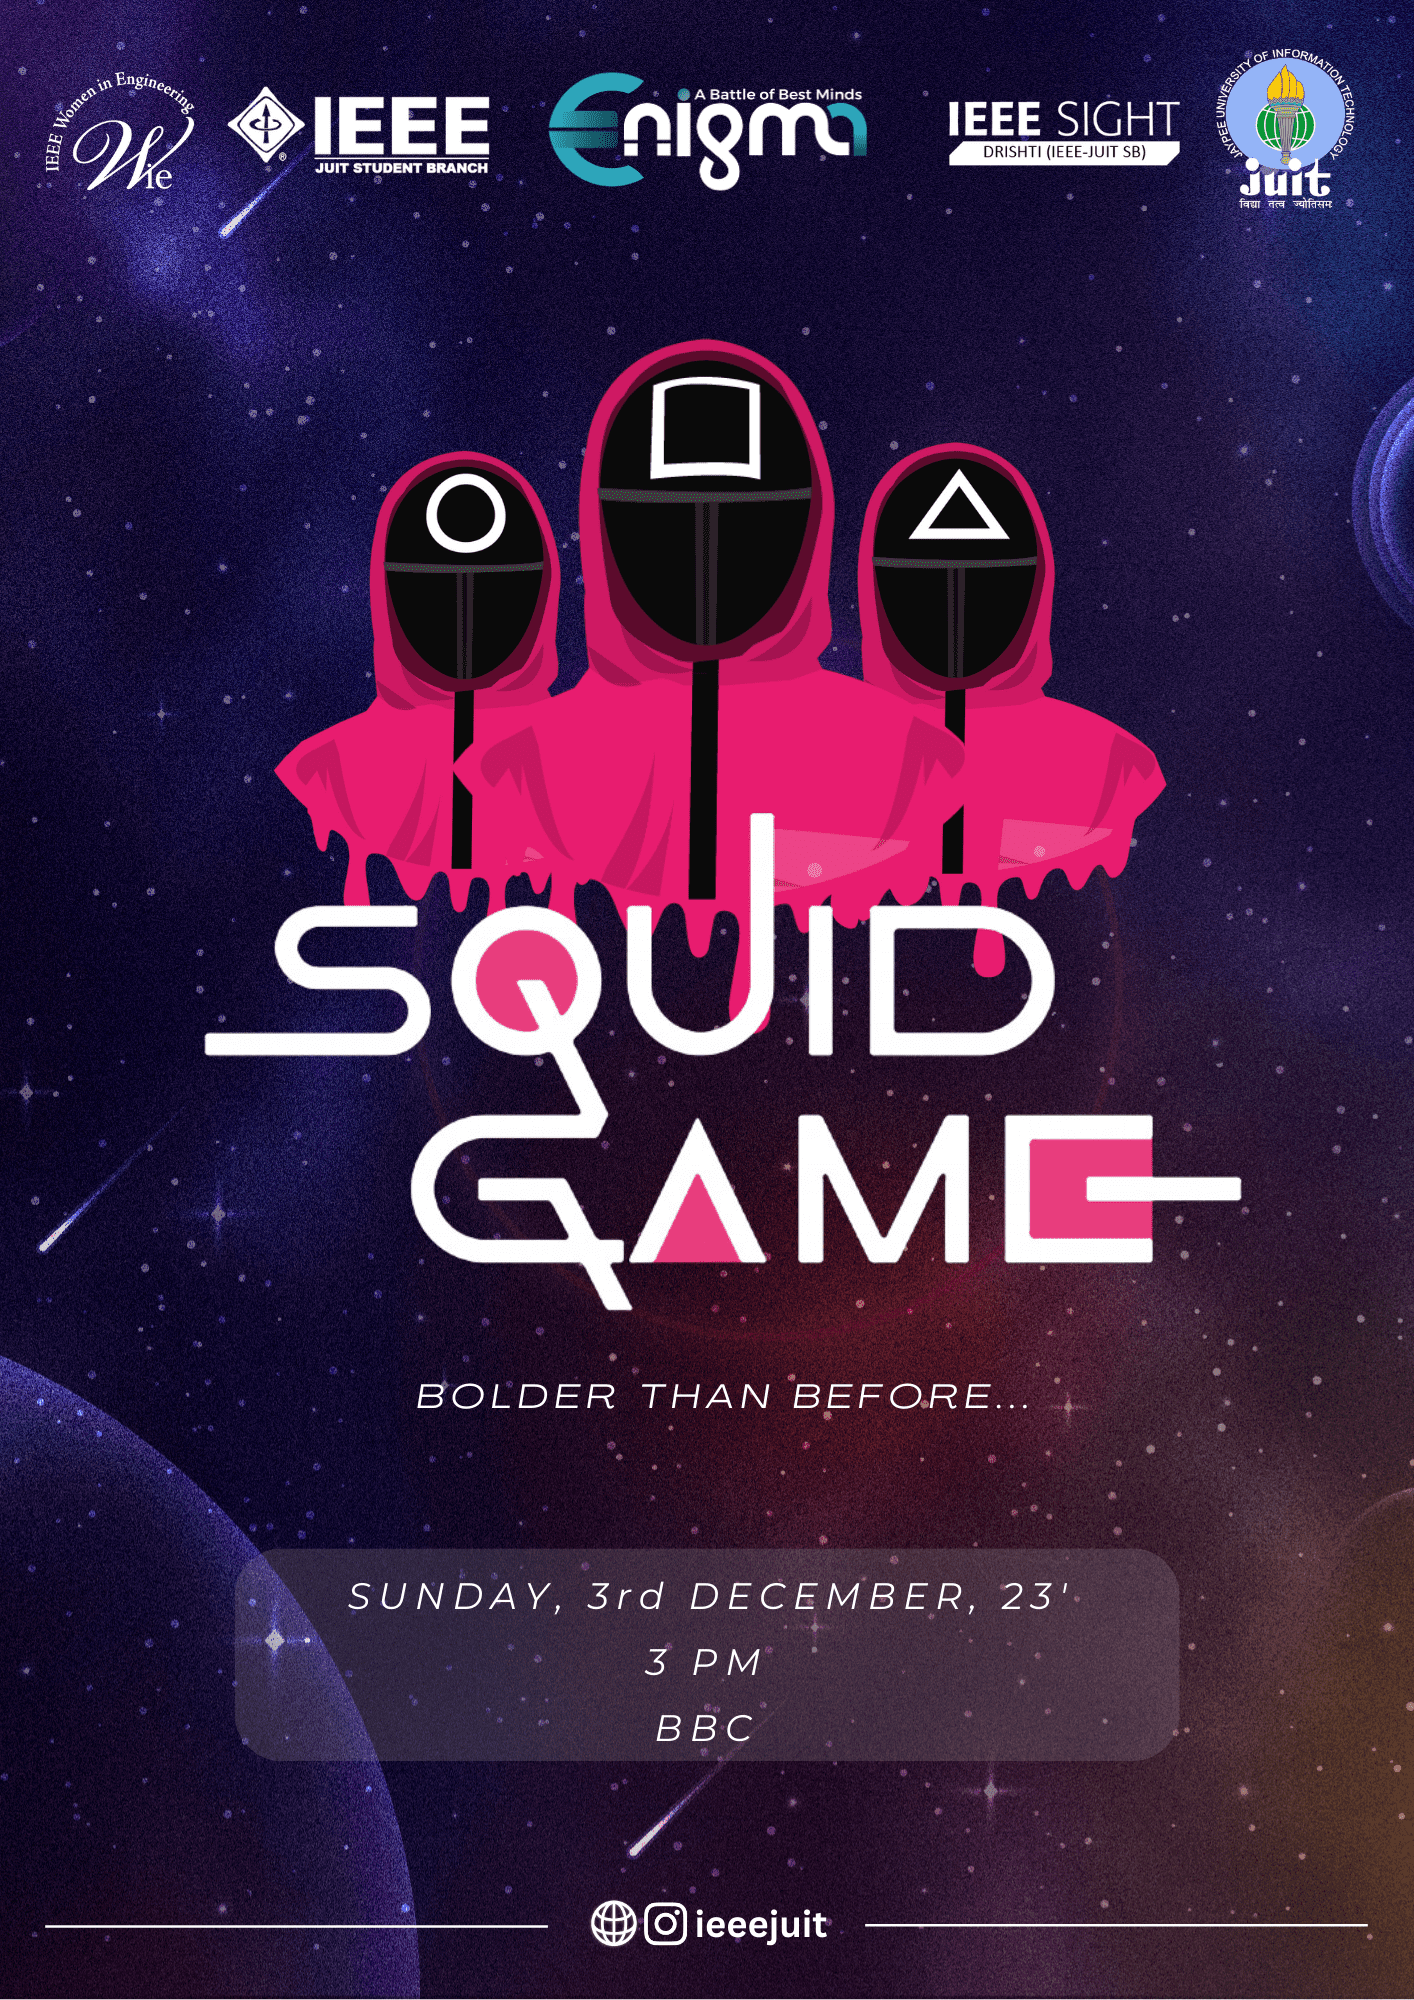 IEEE Women in Engineering
Wie
IEEE
®
JUIT STUDENT BRANCH
A Battle of Best Minds
Enigma
IEEE SIGHT
DRISHTI (IEEE-JUIT SB)
JAYPEE UNIVERSITY OF INFORMATION TECHNOLOGY
juit
विद्या तत्व ज्योतिसमः
SQUID
GAME
BOLDER THAN BEFORE...
SUNDAY, 3rd DECEMBER, 23'
3 PM
BBC
ieeejuit